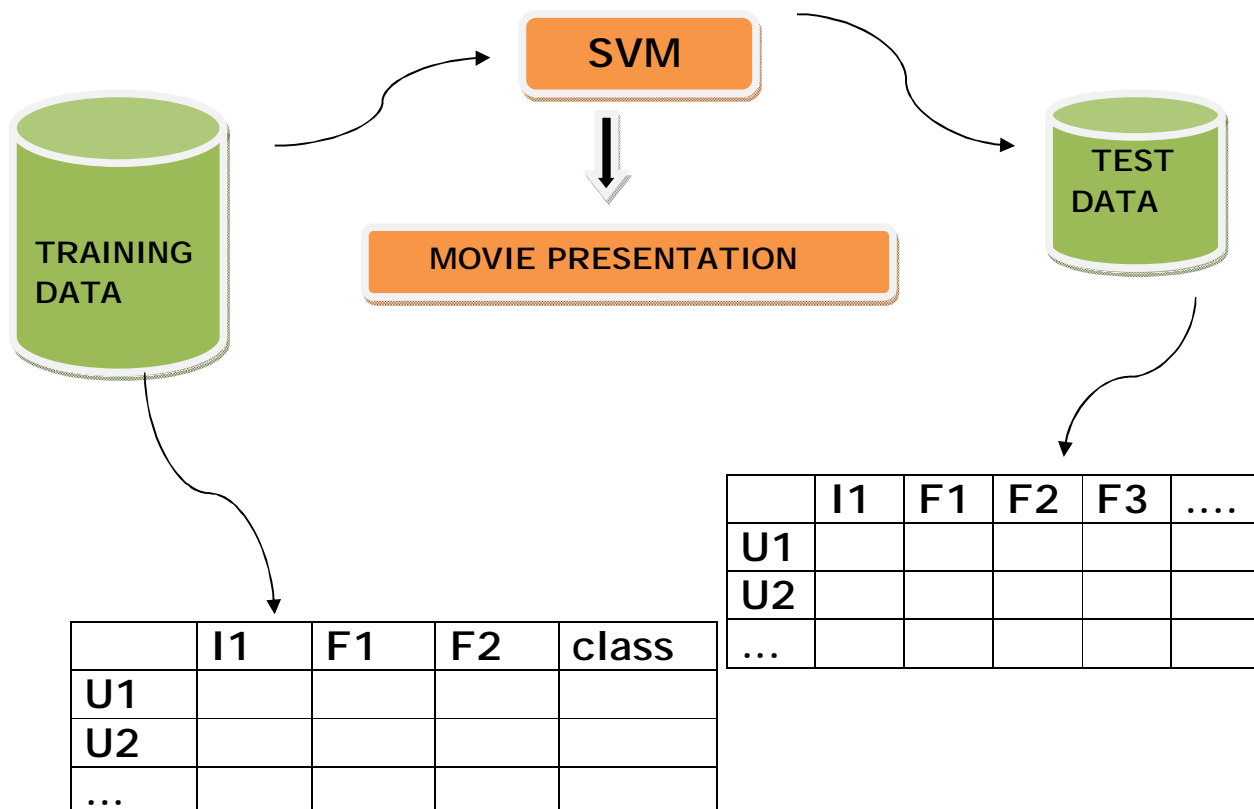 SVM
TRAINING
DATA
MOVIE PRESENTATION
TEST
DATA
I1 F1 F2 F3 ....
U1
U2
...
I1 F1 F2 class
U1
U2
...